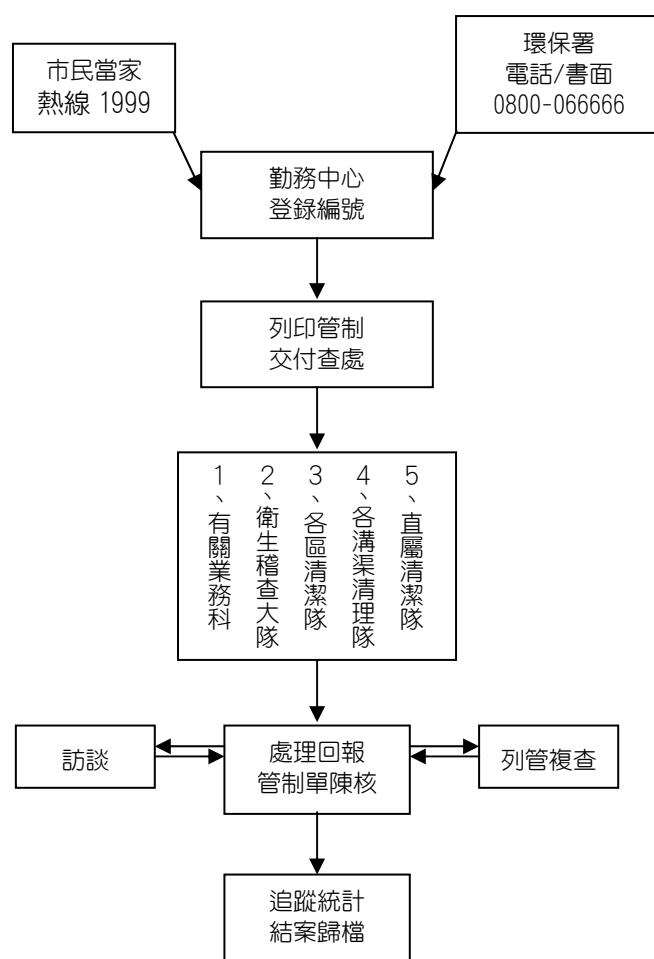 市民當家
熱線 1999
環保署
電話/書面
0800-066666
勤務中心
登錄編號
列印管制
交付查處
1、有關業務科
2、衛生稽查大隊
3、各區清潔隊
4、各溝渠清理隊
5、直屬清潔隊
訪談
處理回報
管制單陳核
列管複查
追蹤統計
結案歸檔